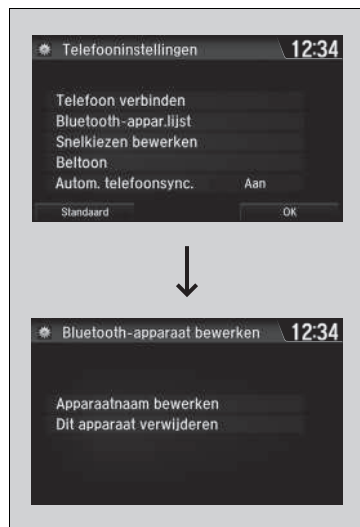 Telefooninstellingen 12:34
Telefoon verbinden
Bluetooth-appar.lijst
Snelkiezen bewerken
Beltoon
Autom. telefoonsync. Aan
Standaard OK
Bluetooth-apparaat bewerken 12:34
Apparaatnaam bewerken
Dit apparaat verwijderen